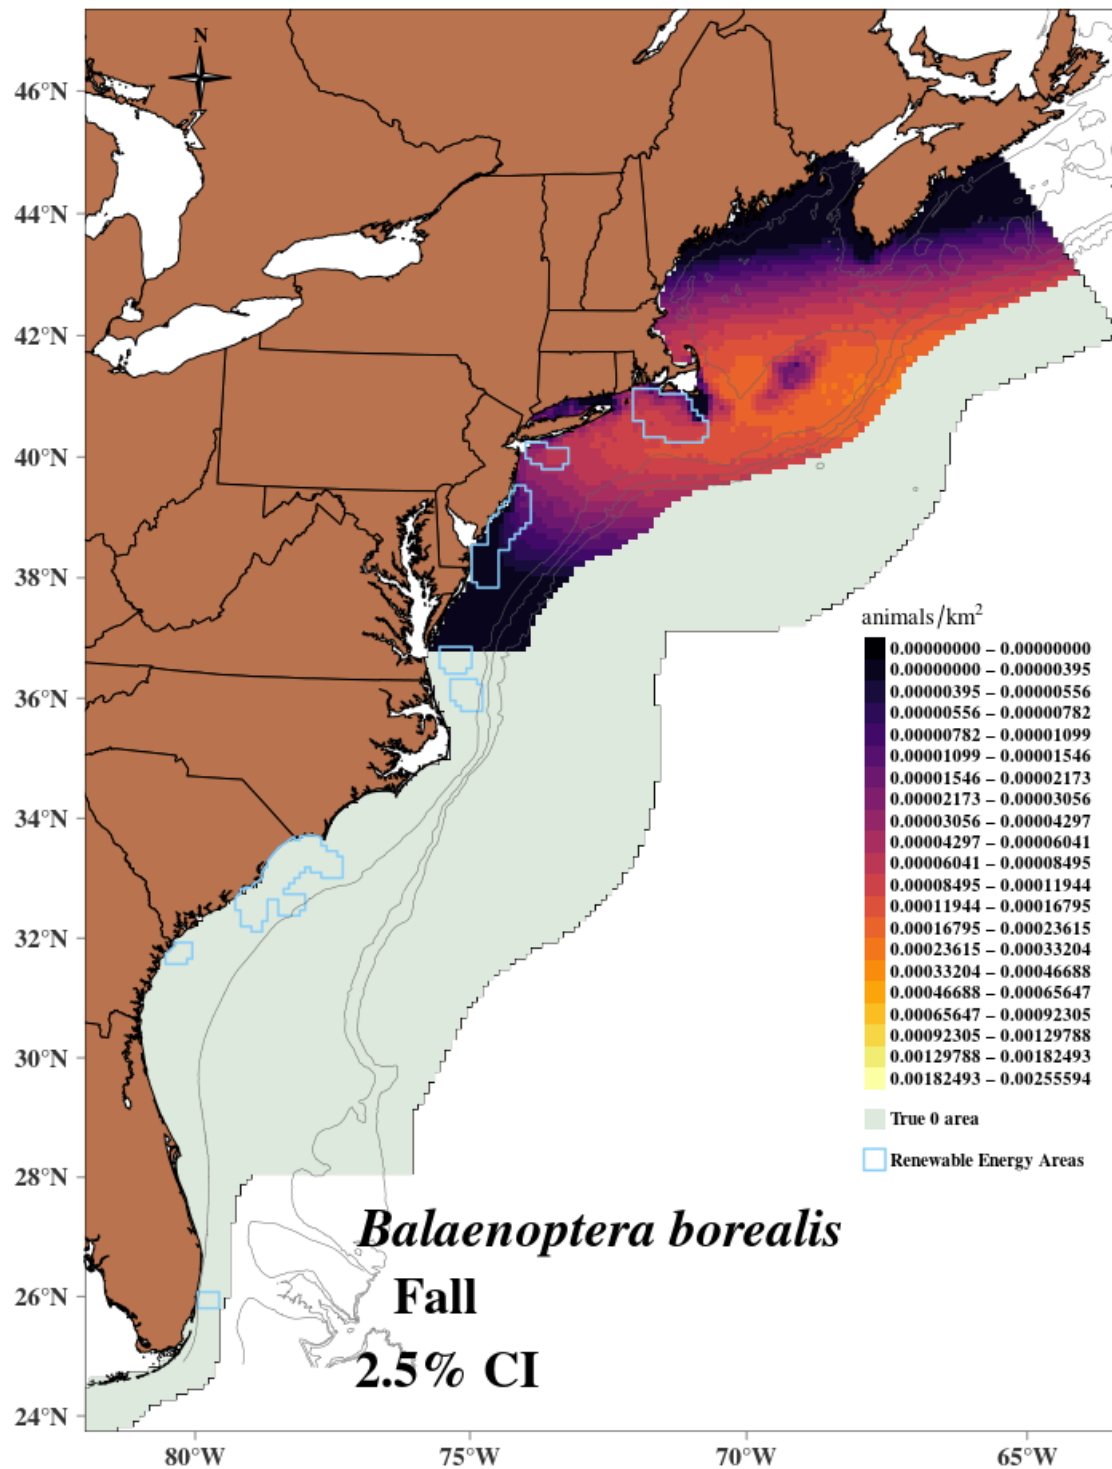 N
46°N
44°N
42°N
40°N
38°N
36°N
34°N
32°N
30°N
28°N
26°N
24°N
80°W
75°W
70°W
65°W
animals/km²
0.00000000 – 0.00000000
0.00000000 – 0.00000395
0.00000395 – 0.00000556
0.00000556 – 0.00000782
0.00000782 – 0.00001099
0.00001099 – 0.00001546
0.00001546 – 0.00002173
0.00002173 – 0.00003056
0.00003056 – 0.00004297
0.00004297 – 0.00006041
0.00006041 – 0.00008495
0.00008495 – 0.00011944
0.00011944 – 0.00016795
0.00016795 – 0.00023615
0.00023615 – 0.00033204
0.00033204 – 0.00046688
0.00046688 – 0.00065647
0.00065647 – 0.00092305
0.00092305 – 0.00129788
0.00129788 – 0.00182493
0.00182493 – 0.00255594
True 0 area
Renewable Energy Areas
Balaenoptera borealis
Fall
2.5% CI